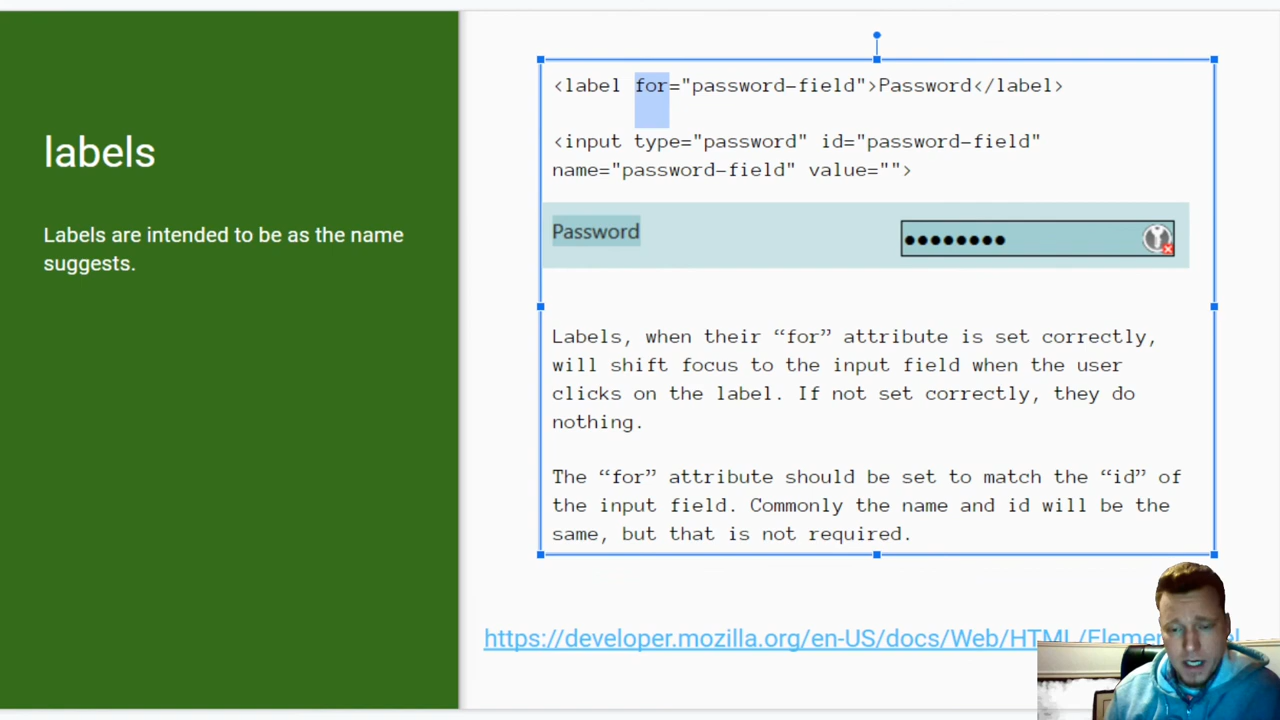 labels
Labels are intended to be as the name
suggests.
<label for="password-field">Password</label>
<input type="password" id="password-field"
name="password-field" value="">
Password
Labels, when their “for” attribute is set correctly,
will shift focus to the input field when the user
clicks on the label. If not set correctly, they do
nothing.
The “for” attribute should be set to match the “id” of
the input field. Commonly the name and id will be the
same, but that is not required.
https://developer.mozilla.org/en-US/docs/Web/HTML/Elem